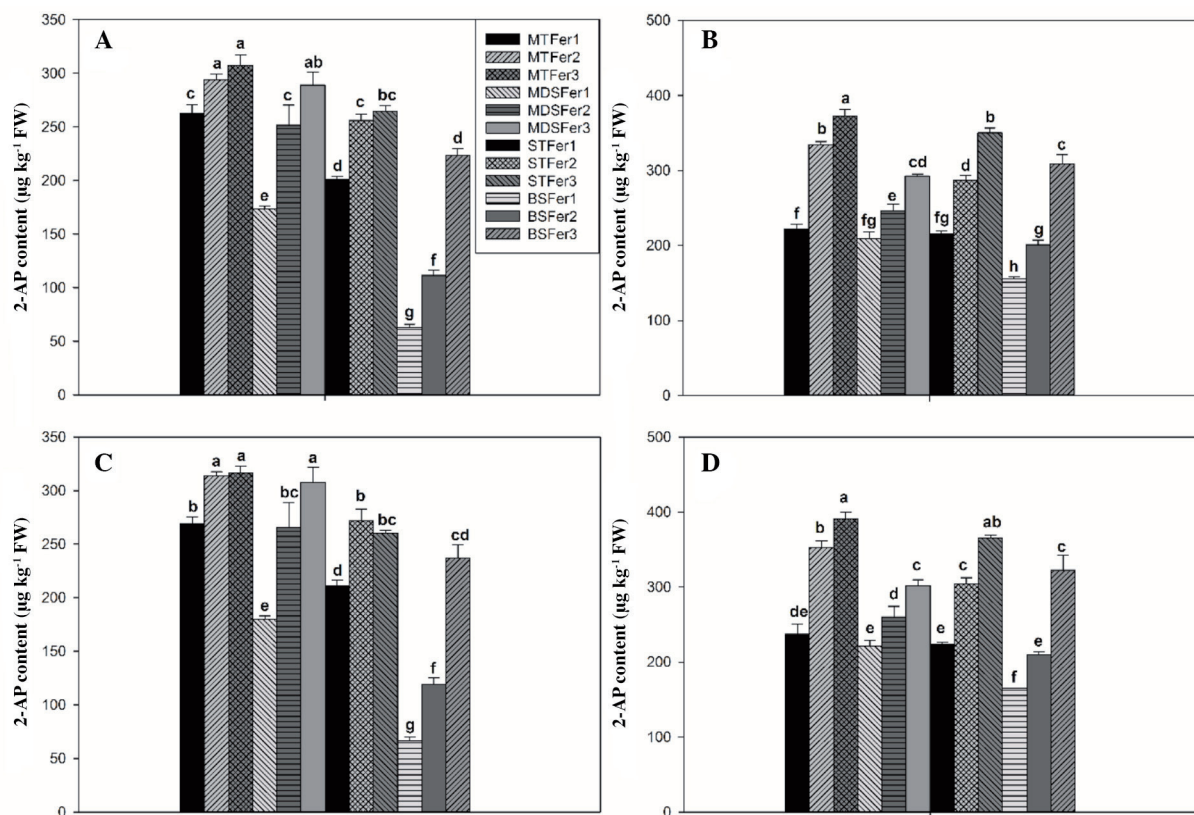 A
350
300
250
200
150
100
50
0
2-AP content (µg kg⁻¹ FW)
c
a
a
e
c
ab
d
c
bc
g
f
d
MTFer1
MTFer2
MTFer3
MDSFer1
MDSFer2
MDSFer3
STFer1
STFer2
STFer3
BSFer1
BSFer2
BSFer3
B
500
400
300
200
100
0
2-AP content (µg kg⁻¹ FW)
f
b
a
fg
e
cd
fg
d
b
h
g
c
C
350
300
250
200
150
100
50
0
2-AP content (µg kg⁻¹ FW)
b
a
a
e
bc
a
d
b
bc
g
f
cd
D
500
400
300
200
100
0
2-AP content (µg kg⁻¹ FW)
de
b
a
e
d
c
e
c
ab
f
e
c